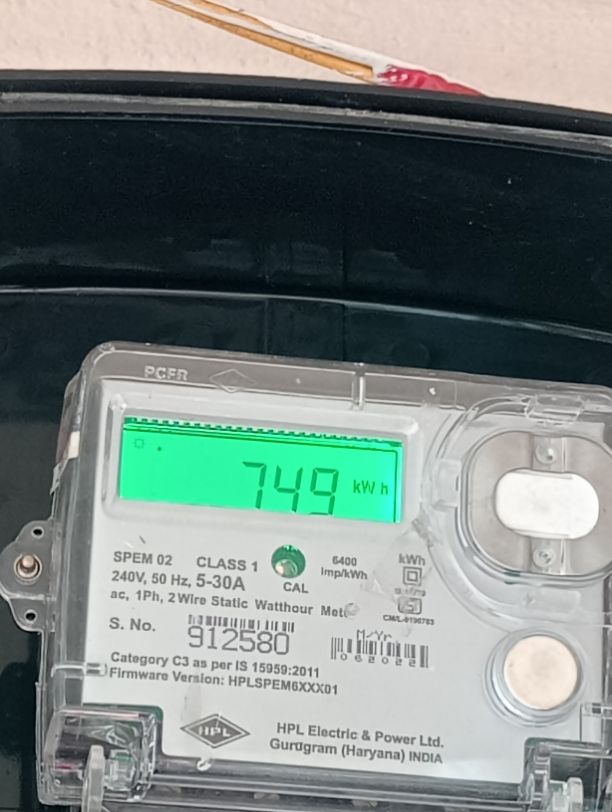 PCFR
749 kWh
SPEM 02 CLASS 1 6400 kWh
240V, 50 Hz, 5-30A CAL Imp/kWh
ac, 1Ph, 2 Wire Static Watthour
S. No. 912580 M/Yr.
062022
Category C3 as per IS 15959:2011
Firmware Version: HPLSPEM6XXX01
HPL
HPL Electric & Power Ltd.
Gurugram (Haryana) INDIA